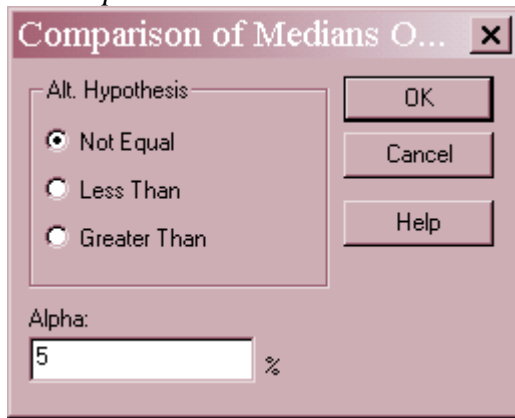 Comparison of Medians O...
Alt. Hypothesis
Not Equal
Less Than
Greater Than
OK
Cancel
Help
Alpha:
5
%